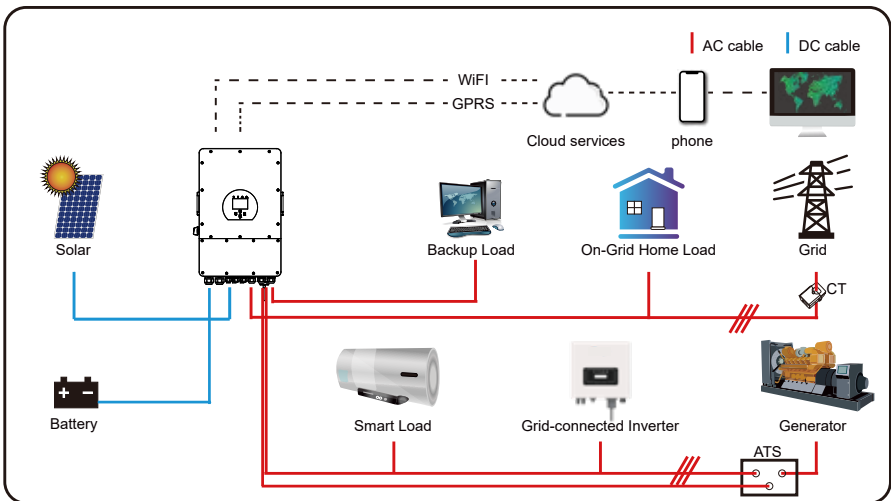 AC cable
DC cable
WiFI
GPRS
Cloud services
phone
Solar
Backup Load
On-Grid Home Load
Grid
CT
Battery
Smart Load
Grid-connected Inverter
Generator
ATS